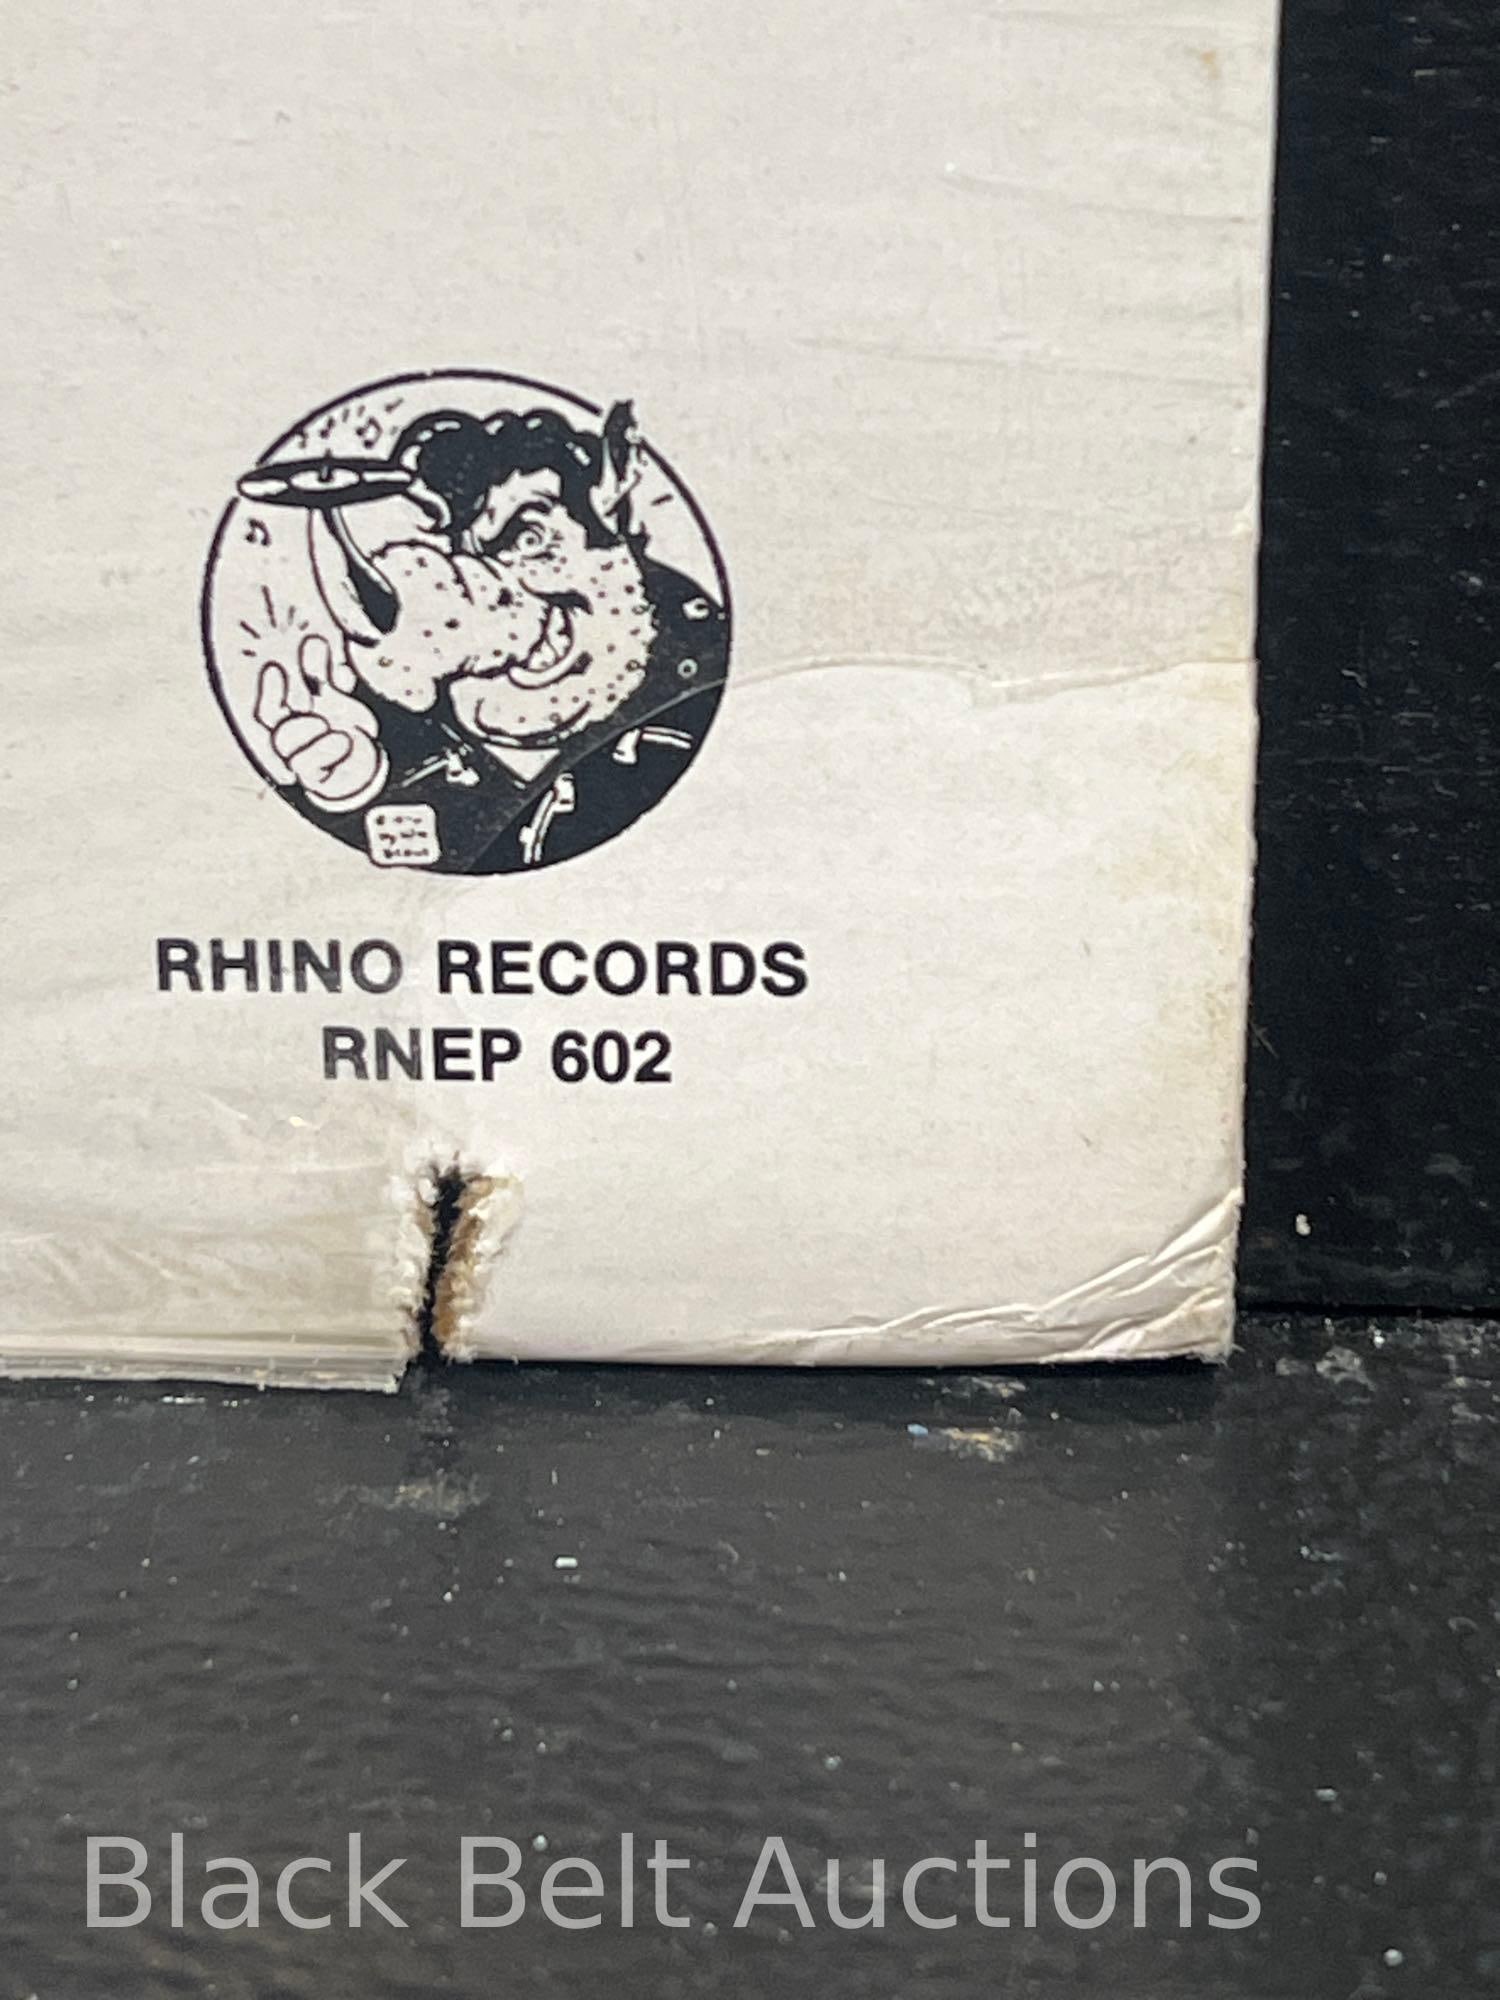 RHINO RECORDS
RNEP 602
Black Belt Auctions